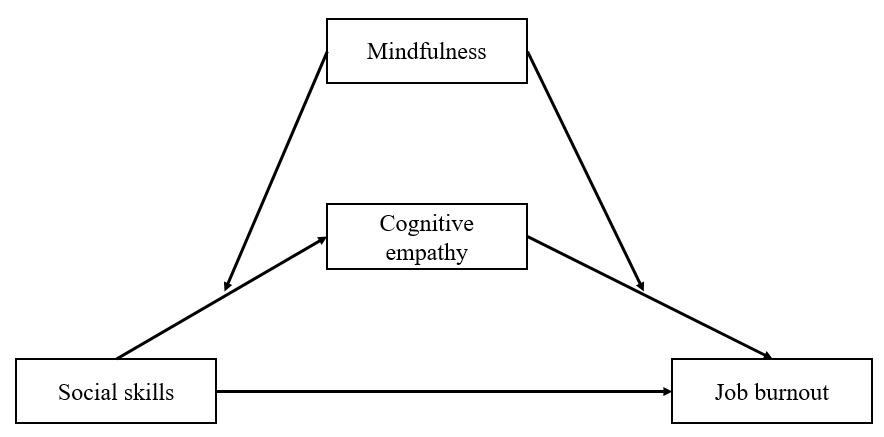 Mindfulness
Cognitive
empathy
Social skills
Job burnout